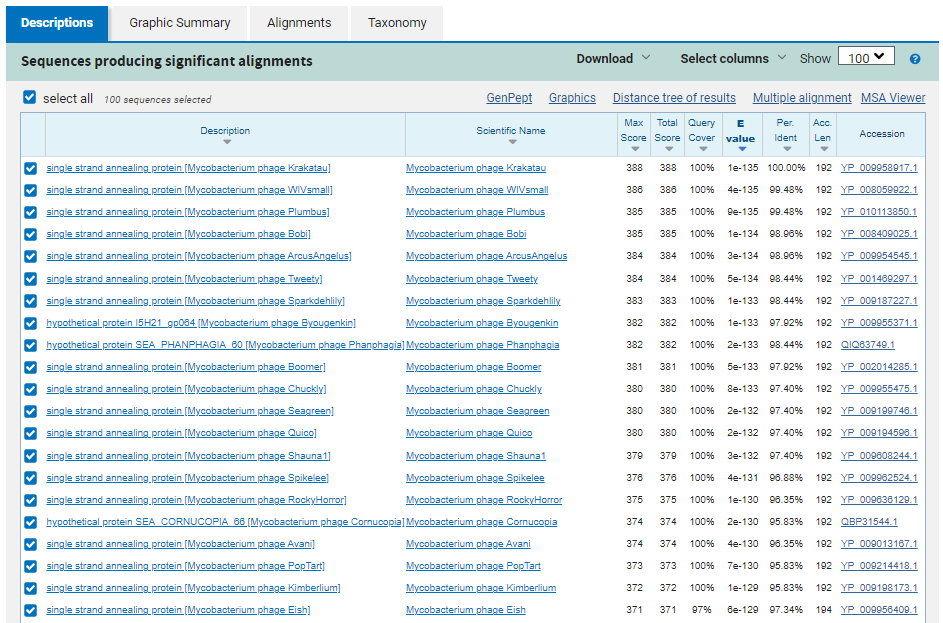 Descriptions Graphic Summary Alignments Taxonomy
Sequences producing significant alignments Download Select columns Show 100 ?
select all 100 sequences selected GenPept Graphics Distance tree of results Multiple alignment MSA Viewer
Description Scientific Name Max Score Total Score Query Cover E value Per. Ident Acc. Len Accession
single strand annealing protein [Mycobacterium phage Krakatau] Mycobacterium phage Krakatau 388 388 100% 1e-135 100.00% 192 YP_009958917.1
single strand annealing protein [Mycobacterium phage WIVsmall] Mycobacterium phage WIVsmall 386 386 100% 4e-135 99.48% 192 YP_008059922.1
single strand annealing protein [Mycobacterium phage Plumbus] Mycobacterium phage Plumbus 385 385 100% 9e-135 99.48% 192 YP_010113850.1
single strand annealing protein [Mycobacterium phage Bobi] Mycobacterium phage Bobi 385 385 100% 1e-134 98.96% 192 YP_008409025.1
single strand annealing protein [Mycobacterium phage ArcusAngelus] Mycobacterium phage ArcusAngelus 384 384 100% 3e-134 98.96% 192 YP_009954545.1
single strand annealing protein [Mycobacterium phage Tweety] Mycobacterium phage Tweety 384 384 100% 5e-134 98.44% 192 YP_001469297.1
single strand annealing protein [Mycobacterium phage Sparkdehlily] Mycobacterium phage Sparkdehlily 383 383 100% 1e-133 98.44% 192 YP_009187227.1
hypothetical protein I5H21_gp064 [Mycobacterium phage Byougenkin] Mycobacterium phage Byougenkin 382 382 100% 1e-133 97.92% 192 YP_009955371.1
hypothetical protein SEA_PHANPHAGIA_60 [Mycobacterium phage Phanphagia] Mycobacterium phage Phanphagia 382 382 100% 2e-133 98.44% 192 QIQ63749.1
single strand annealing protein [Mycobacterium phage Boomer] Mycobacterium phage Boomer 381 381 100% 5e-133 97.92% 192 YP_002014285.1
single strand annealing protein [Mycobacterium phage Chuckly] Mycobacterium phage Chuckly 380 380 100% 8e-133 97.40% 192 YP_009955475.1
single strand annealing protein [Mycobacterium phage Seagreen] Mycobacterium phage Seagreen 380 380 100% 2e-132 97.40% 192 YP_009199746.1
single strand annealing protein [Mycobacterium phage Quico] Mycobacterium phage Quico 380 380 100% 2e-132 97.40% 192 YP_009194596.1
single strand annealing protein [Mycobacterium phage Shauna1] Mycobacterium phage Shauna1 379 379 100% 3e-132 97.40% 192 YP_009608244.1
single strand annealing protein [Mycobacterium phage Spikelee] Mycobacterium phage Spikelee 376 376 100% 4e-131 96.88% 192 YP_009962524.1
single strand annealing protein [Mycobacterium phage RockyHorror] Mycobacterium phage RockyHorror 375 375 100% 1e-130 96.35% 192 YP_009636129.1
hypothetical protein SEA_CORNUCOPIA_66 [Mycobacterium phage Cornucopia] Mycobacterium phage Cornucopia 374 374 100% 2e-130 95.83% 192 QBP31544.1
single strand annealing protein [Mycobacterium phage Avani] Mycobacterium phage Avani 374 374 100% 4e-130 96.35% 192 YP_009013167.1
single strand annealing protein [Mycobacterium phage PopTart] Mycobacterium phage PopTart 373 373 100% 7e-130 95.83% 192 YP_009214418.1
single strand annealing protein [Mycobacterium phage Kimberlium] Mycobacterium phage Kimberlium 372 372 100% 1e-129 95.83% 192 YP_009198173.1
single strand annealing protein [Mycobacterium phage Eish] Mycobacterium phage Eish 371 371 97% 6e-129 97.34% 194 YP_009956409.1